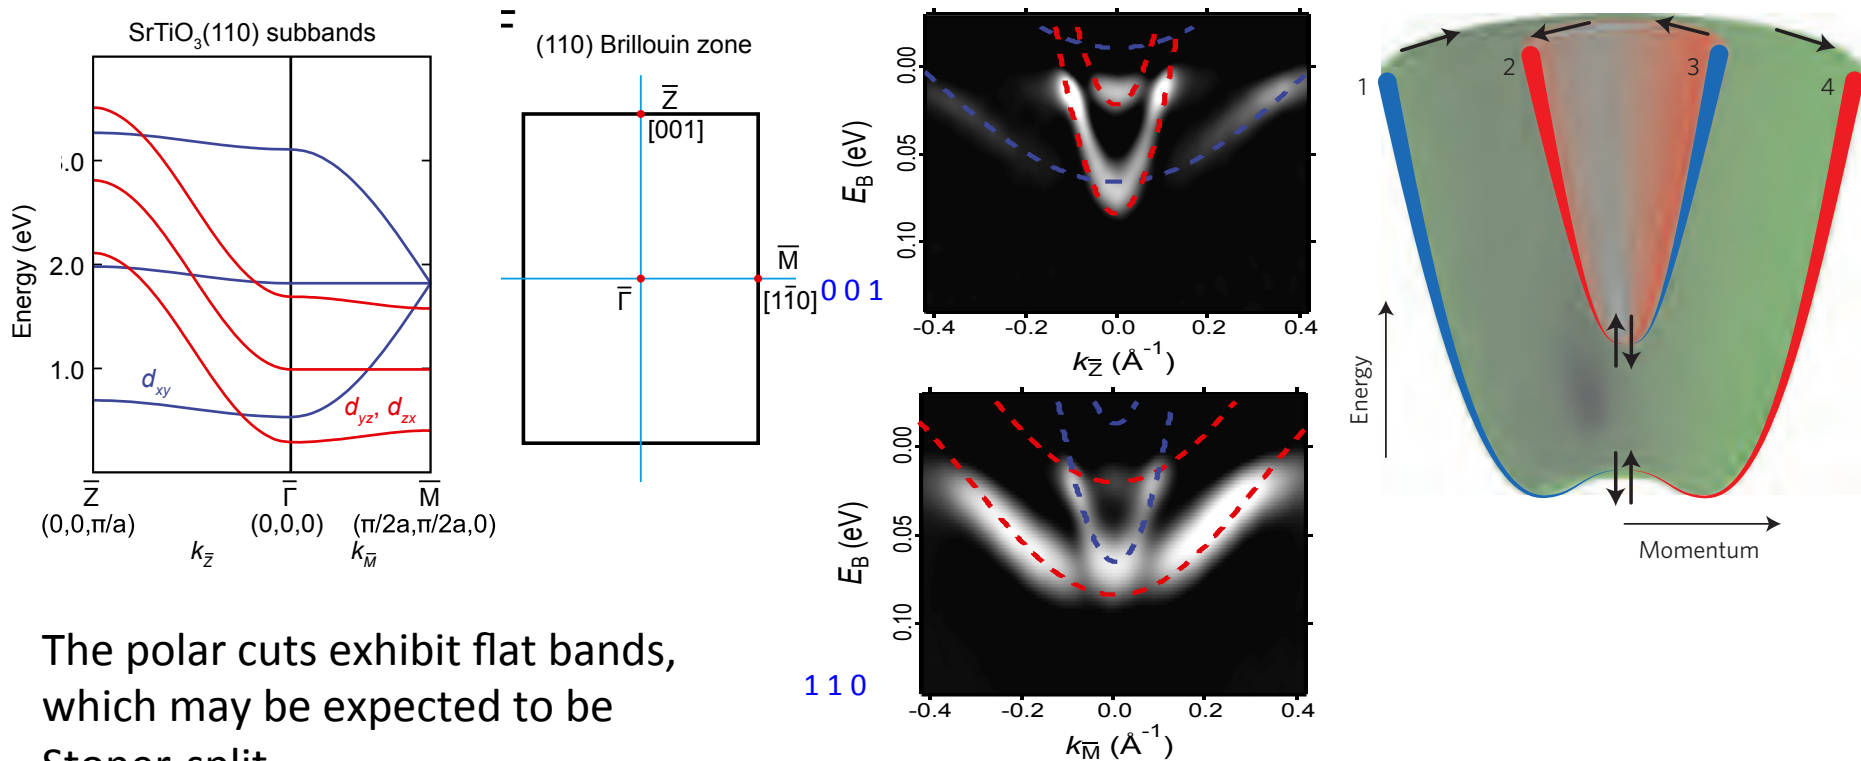 SrTiO3(110) subbands
Energy (eV)
.0
2.0
1.0
dxy
dyz, dzx
Z̅
Γ̅
M̅
(0,0,π/a)
(0,0,0)
(π/2a,π/2a,0)
kZ̅
kM̅
(110) Brillouin zone
Z̅
[001]
M̅
[11̅0]
Γ̅
0 0 1
EB (eV)
0.00
0.05
0.10
-0.4
-0.2
0.0
0.2
0.4
kZ̅ (Å-1)
1 1 0
EB (eV)
0.00
0.05
0.10
-0.4
-0.2
0.0
0.2
0.4
kM̅ (Å-1)
1
2
3
4
Energy
Momentum
The polar cuts exhibit flat bands,
which may be expected to be
Stoner split